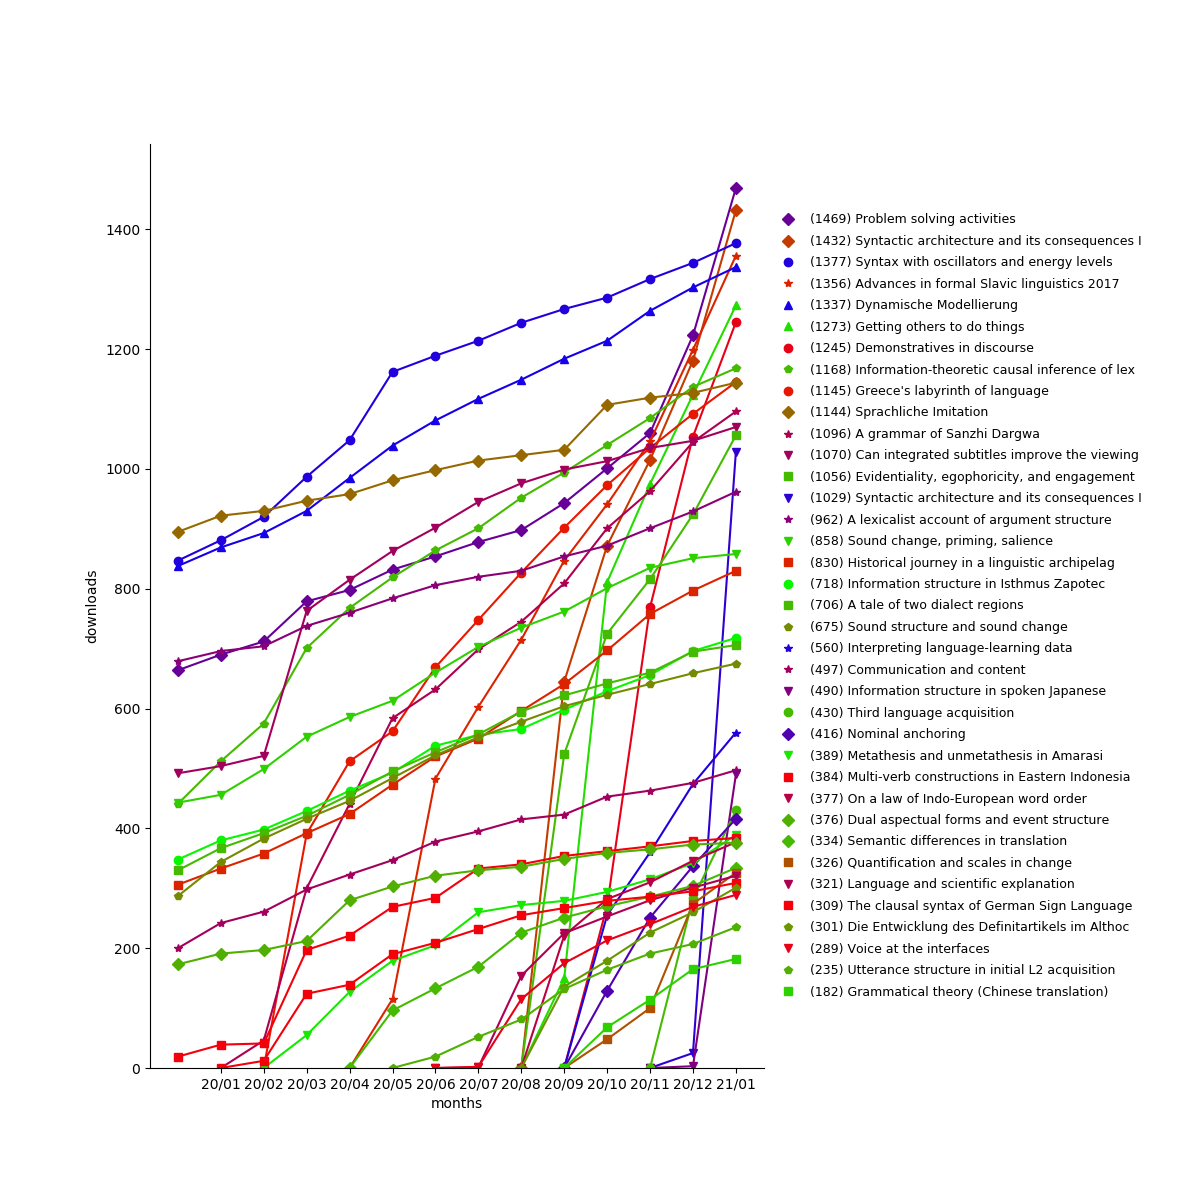 1400
1200
1000
800
600
400
200
0
downloads
20/01 20/02 20/03 20/04 20/05 20/06 20/07 20/08 20/09 20/10 20/11 20/12 21/01
months
(1469) Problem solving activities
(1432) Syntactic architecture and its consequences I
(1377) Syntax with oscillators and energy levels
(1356) Advances in formal Slavic linguistics 2017
(1337) Dynamische Modellierung
(1273) Getting others to do things
(1245) Demonstratives in discourse
(1168) Information-theoretic causal inference of lex
(1145) Greece's labyrinth of language
(1144) Sprachliche Imitation
(1096) A grammar of Sanzhi Dargwa
(1070) Can integrated subtitles improve the viewing
(1056) Evidentiality, egophoricity, and engagement
(1029) Syntactic architecture and its consequences I
(962) A lexicalist account of argument structure
(858) Sound change, priming, salience
(830) Historical journey in a linguistic archipelag
(718) Information structure in Isthmus Zapotec
(706) A tale of two dialect regions
(675) Sound structure and sound change
(560) Interpreting language-learning data
(497) Communication and content
(490) Information structure in spoken Japanese
(430) Third language acquisition
(416) Nominal anchoring
(389) Metathesis and unmetathesis in Amarasi
(384) Multi-verb constructions in Eastern Indonesia
(377) On a law of Indo-European word order
(376) Dual aspectual forms and event structure
(334) Semantic differences in translation
(326) Quantification and scales in change
(321) Language and scientific explanation
(309) The clausal syntax of German Sign Language
(301) Die Entwicklung des Definitartikels im Althoc
(289) Voice at the interfaces
(235) Utterance structure in initial L2 acquisition
(182) Grammatical theory (Chinese translation)